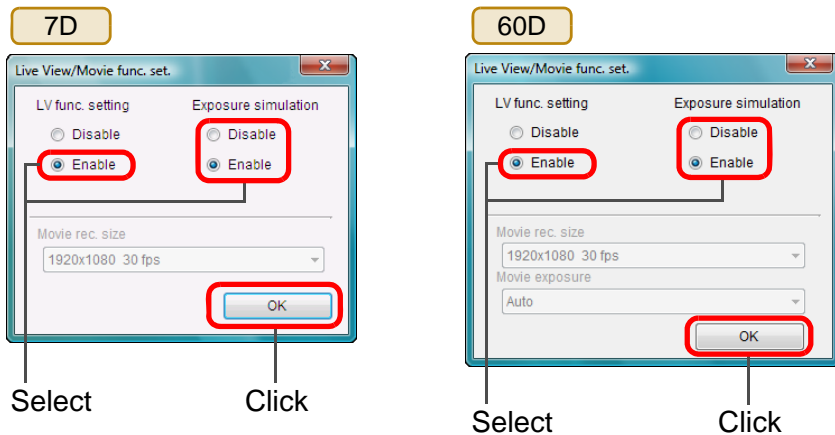 7D
Live View/Movie func. set.
LV func. setting
Exposure simulation
Disable
Disable
Enable
Enable
Movie rec. size
1920x1080 30 fps
OK
Select
Click
60D
Live View/Movie func. set.
LV func. setting
Exposure simulation
Disable
Disable
Enable
Enable
Movie rec. size
1920x1080 30 fps
Movie exposure
Auto
OK
Select
Click